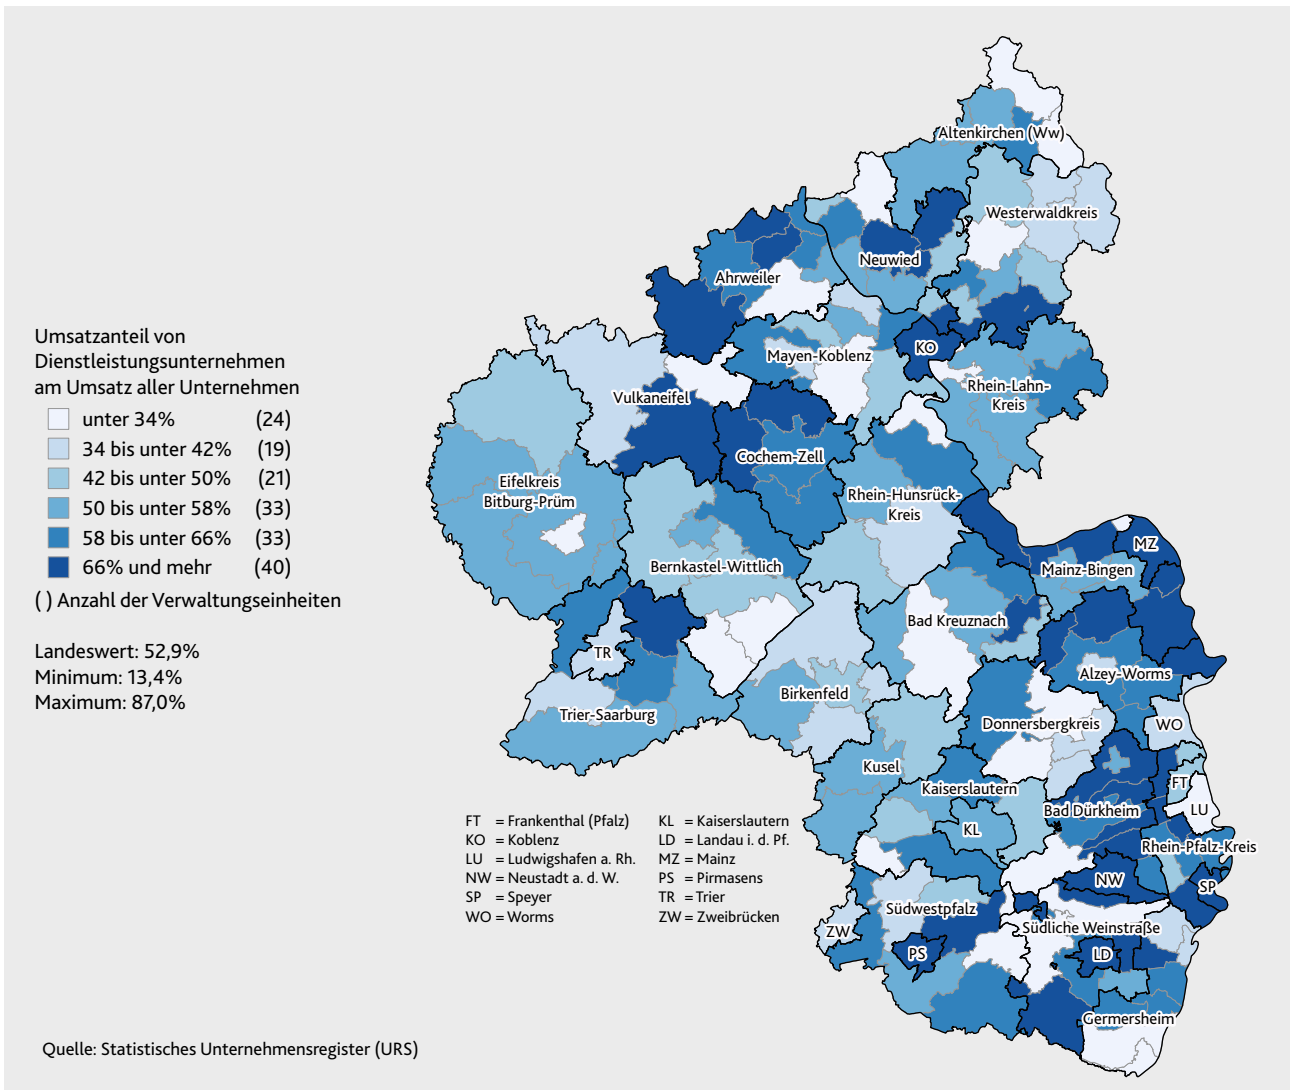 Umsatzanteil von
Dienstleistungsunternehmen
am Umsatz aller Unternehmen
unter 34% (24)
34 bis unter 42% (19)
42 bis unter 50% (21)
50 bis unter 58% (33)
58 bis unter 66% (33)
66% und mehr (40)
( ) Anzahl der Verwaltungseinheiten
Landeswert: 52,9%
Minimum: 13,4%
Maximum: 87,0%
Altenkirchen (Ww)
Westerwaldkreis
Neuwied
Ahrweiler
KO
Mayen-Koblenz
Rhein-Lahn-
Kreis
Vulkaneifel
Cochem-Zell
Eifelkreis
Bitburg-Prüm
Rhein-Hunsrück-
Kreis
MZ
Mainz-Bingen
Bernkastel-Wittlich
Bad Kreuznach
TR
Alzey-Worms
Birkenfeld
Trier-Saarburg
Donnersbergkreis
WO
Kusel
FT
Kaiserslautern
LU
Bad Dürkheim
KL
Rhein-Pfalz-Kreis
NW
SP
Südwestpfalz
Südliche Weinstraße
ZW
PS
LD
Germersheim
FT = Frankenthal (Pfalz)
KO = Koblenz
LU = Ludwigshafen a. Rh.
NW = Neustadt a. d. W.
SP = Speyer
WO = Worms
KL = Kaiserslautern
LD = Landau i. d. Pf.
MZ = Mainz
PS = Pirmasens
TR = Trier
ZW = Zweibrücken
Quelle: Statistisches Unternehmensregister (URS)